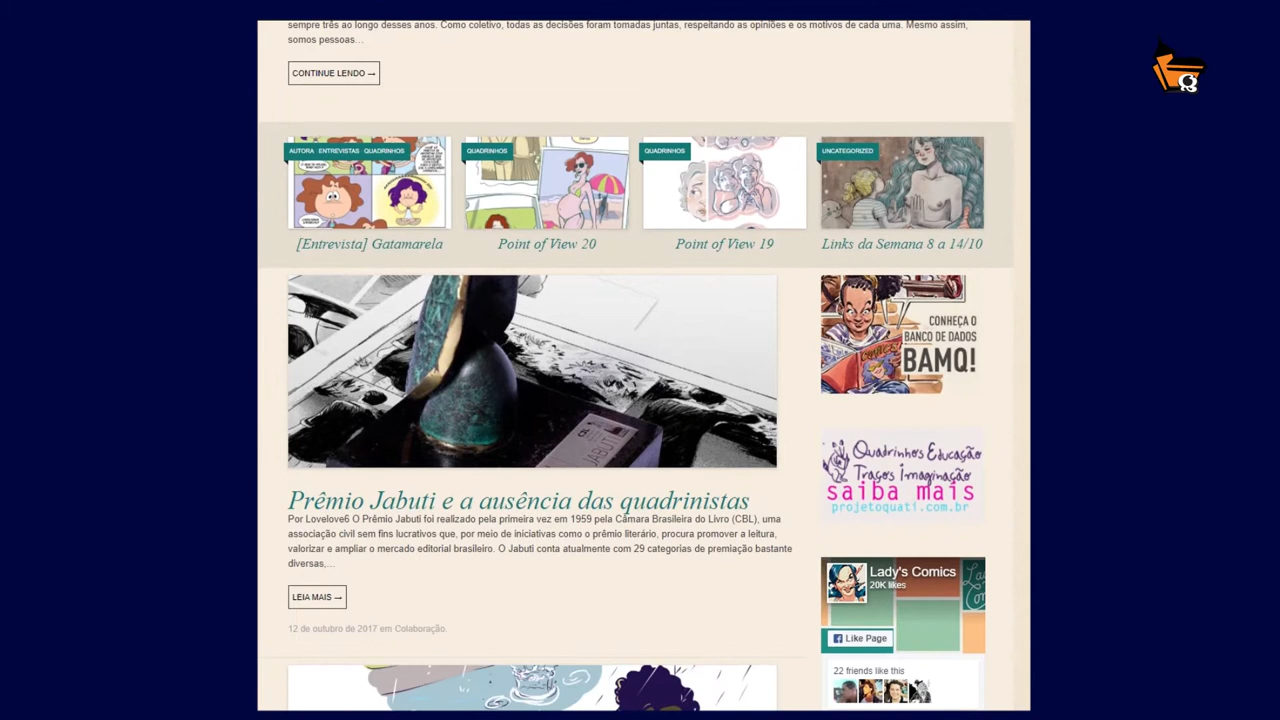 sempre três ao longo desses anos. Como coletivo, todas as decisões foram tomadas juntas, respeitando as opiniões e os motivos de cada uma. Mesmo assim,
somos pessoas…
CONTINUE LENDO →
AUTORA ENTREVISTAS QUADRINHOS
QUADRINHOS
QUADRINHOS
UNCATEGORIZED
[Entrevista] Gatamarela
Point of View 20
Point of View 19
Links da Semana 8 a 14/10
JABUTI
CONHEÇA O
BANCO DE DADOS
BAMQ!
Quadrinhos Educação
Traços Imaginação
saiba mais
projetoquati.com.br
Prêmio Jabuti e a ausência das quadrinistas
Por Lovelove6 O Prêmio Jabuti foi realizado pela primeira vez em 1959 pela Câmara Brasileira do Livro (CBL), uma
associação civil sem fins lucrativos que, por meio de iniciativas como o prêmio literário, procura promover a leitura,
valorizar e ampliar o mercado editorial brasileiro. O Jabuti conta atualmente com 29 categorias de premiação bastante
diversas,…
LEIA MAIS →
12 de outubro de 2017 em Colaboração.
Lady's Comics
20K likes
Like Page
22 friends like this